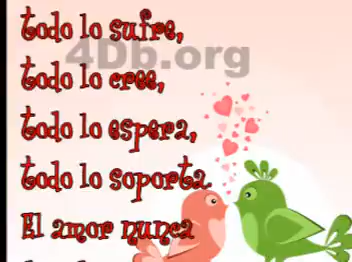 todo lo sufre,
4Db.org
todo lo cree,
todo lo espera,
todo lo soporta
El amor nunca